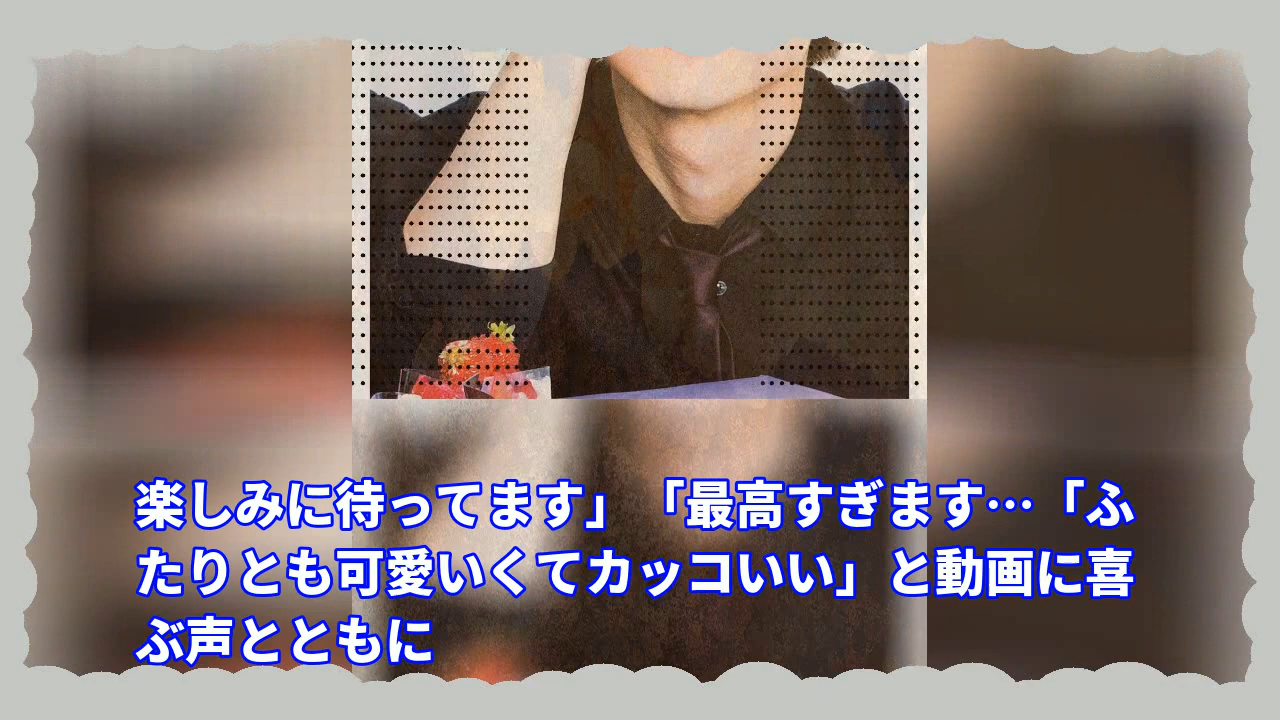 楽しみに待ってます」「最高すぎます…「ふ
たりとも可愛いくてカッコいい」と動画に喜
ぶ声とともに